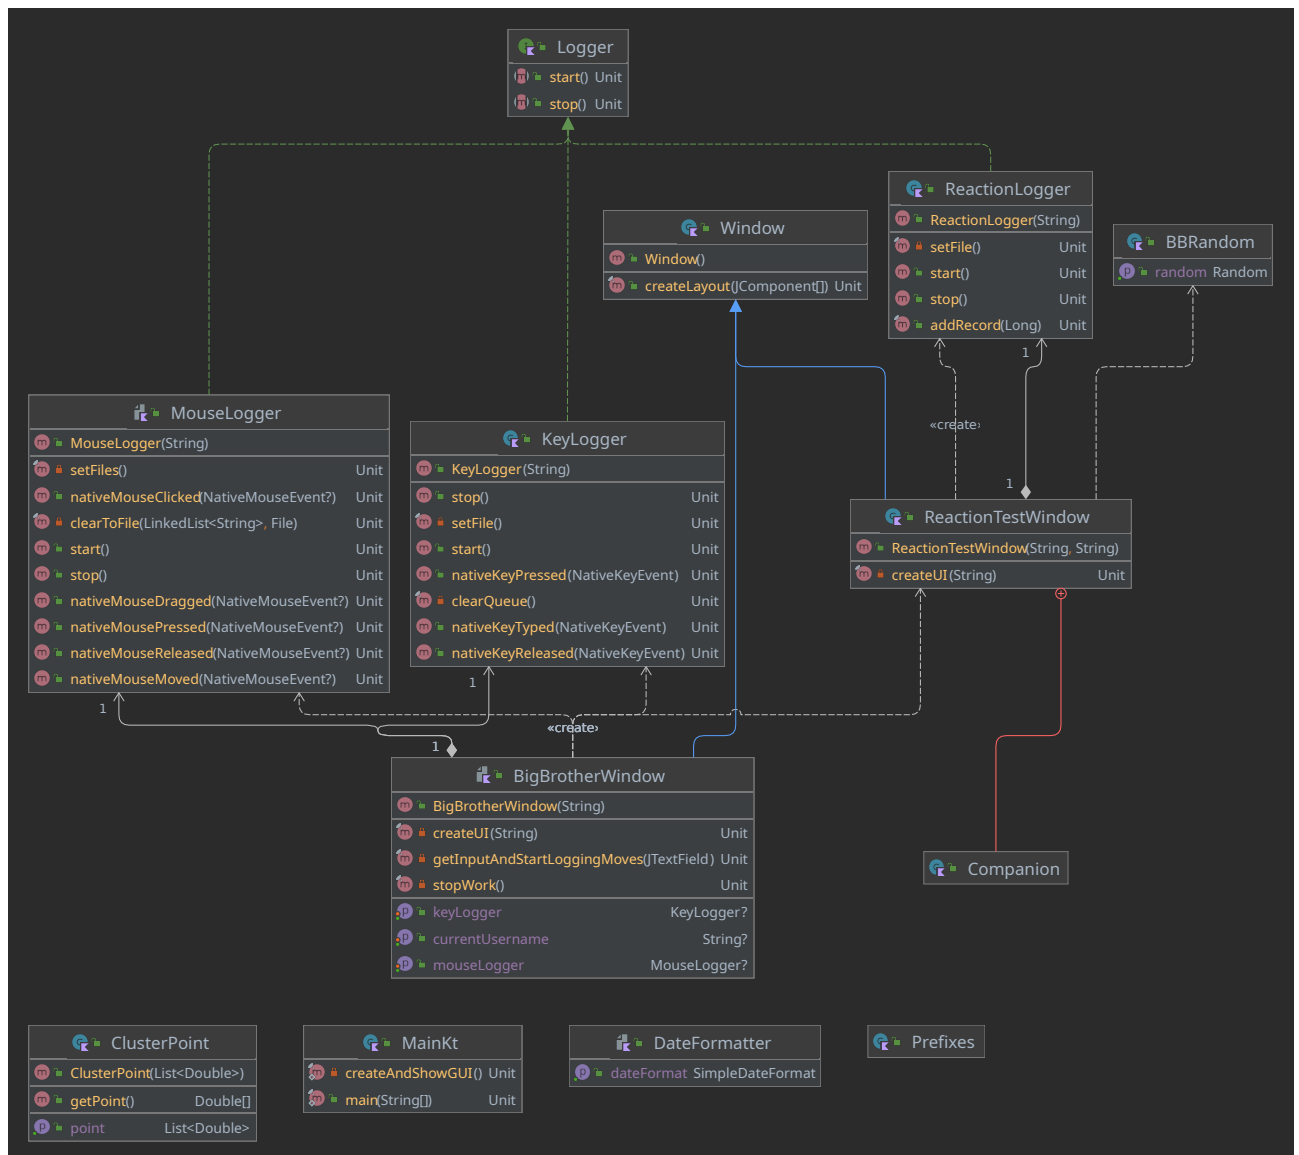 Logger
start() Unit
stop() Unit
ReactionLogger
ReactionLogger(String)
setFile() Unit
start() Unit
stop() Unit
addRecord(Long) Unit
Window
Window()
createLayout(JComponent[]) Unit
BBRandom
random Random
1
«create›
1
MouseLogger
MouseLogger(String)
setFiles() Unit
nativeMouseClicked(NativeMouseEvent?) Unit
clearToFile(LinkedList<String>, File) Unit
start() Unit
stop() Unit
nativeMouseDragged(NativeMouseEvent?) Unit
nativeMousePressed(NativeMouseEvent?) Unit
nativeMouseReleased(NativeMouseEvent?) Unit
nativeMouseMoved(NativeMouseEvent?) Unit
KeyLogger
KeyLogger(String)
stop() Unit
setFile() Unit
start() Unit
nativeKeyPressed(NativeKeyEvent) Unit
clearQueue() Unit
nativeKeyTyped(NativeKeyEvent) Unit
nativeKeyReleased(NativeKeyEvent) Unit
ReactionTestWindow
ReactionTestWindow(String, String)
createUI(String) Unit
1
1
1
«create›
BigBrotherWindow
BigBrotherWindow(String)
createUI(String) Unit
getInputAndStartLoggingMoves(JTextField) Unit
stopWork() Unit
keyLogger KeyLogger?
currentUsername String?
mouseLogger MouseLogger?
Companion
ClusterPoint
ClusterPoint(List<Double>)
getPoint() Double[]
point List<Double>
MainKt
createAndShowGUI() Unit
main(String[]) Unit
DateFormatter
dateFormat SimpleDateFormat
Prefixes